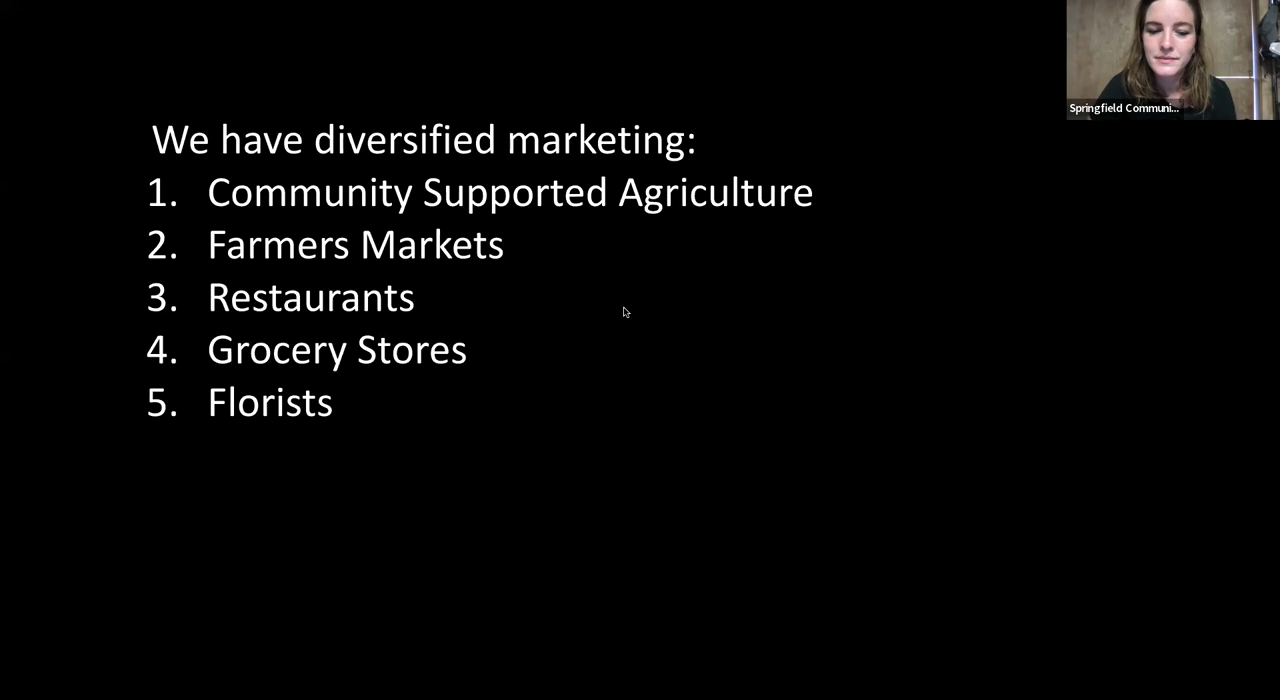 Springfield Communi...
We have diversified marketing:
1. Community Supported Agriculture
2. Farmers Markets
3. Restaurants
4. Grocery Stores
5. Florists